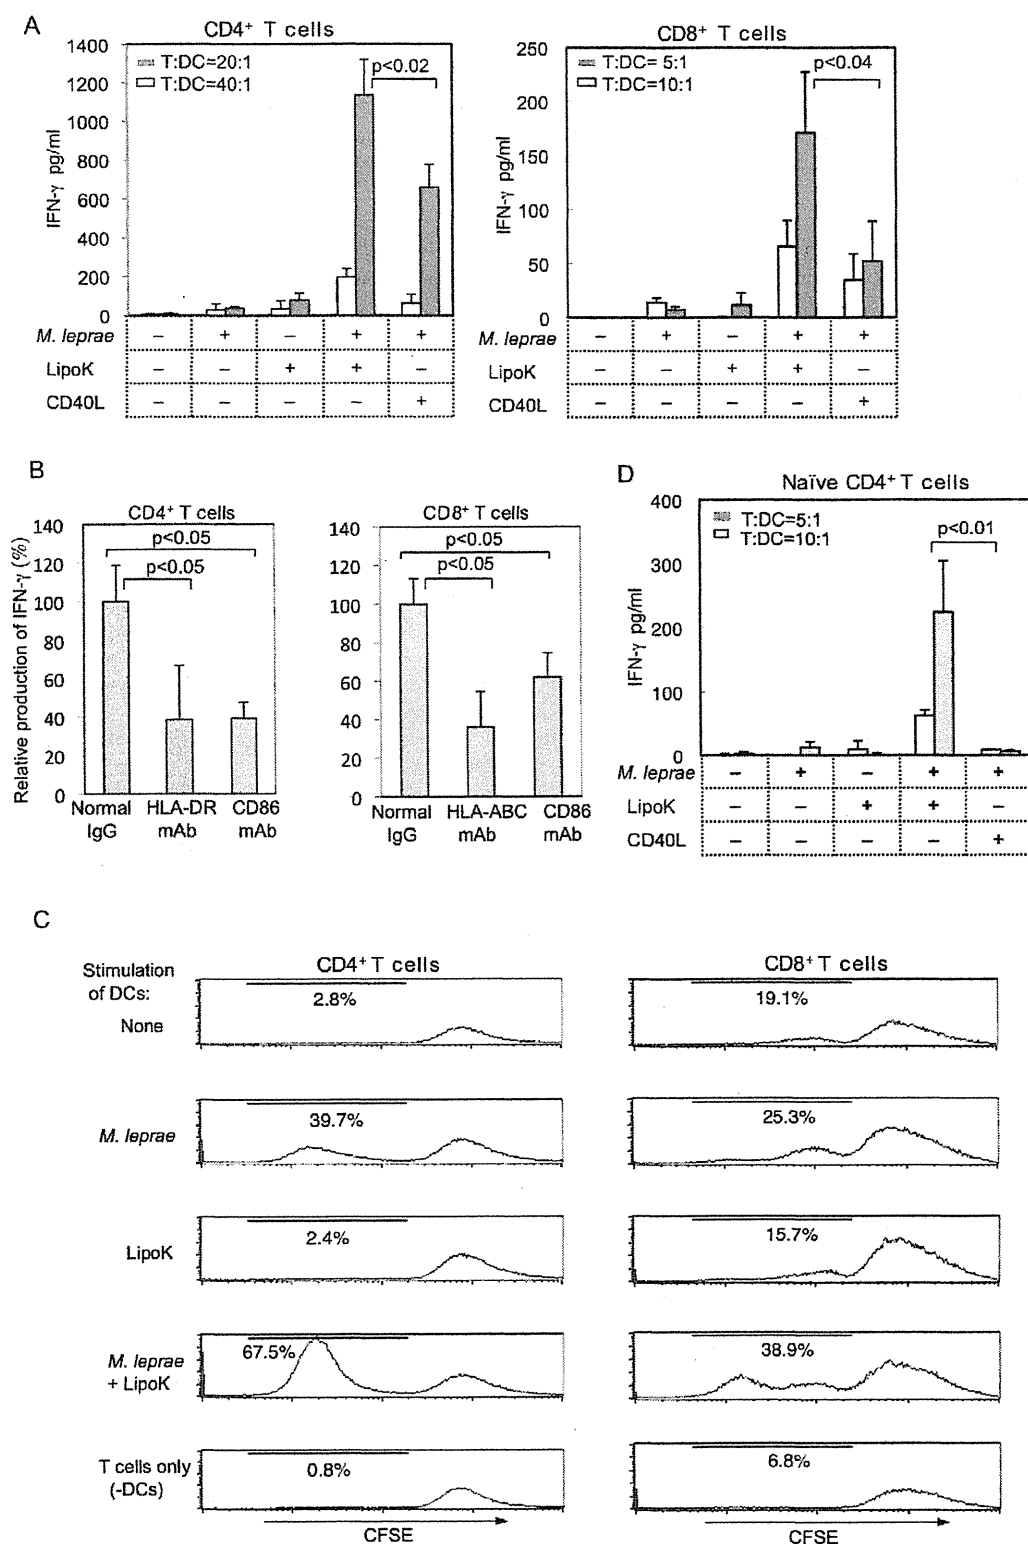 A
CD4⁺ T cells
IFN-γ pg/ml
1400
1200
1000
800
600
400
200
0
T:DC=20:1
T:DC=40:1
p<0.02
M. leprae – + – + +
LipoK – – + + –
CD40L – – – – +
CD8⁺ T cells
IFN-γ pg/ml
250
200
150
100
50
0
T:DC= 5:1
T:DC=10:1
p<0.04
M. leprae – + – + +
LipoK – – + + –
CD40L – – – – +
B
Relative production of IFN-γ (%)
CD4⁺ T cells
140
120
100
80
60
40
20
0
p<0.05
p<0.05
Normal IgG
HLA-DR mAb
CD86 mAb
CD8⁺ T cells
140
120
100
80
60
40
20
0
p<0.05
p<0.05
Normal IgG
HLA-ABC mAb
CD86 mAb
D
Naïve CD4⁺ T cells
IFN-γ pg/ml
400
300
200
100
0
T:DC=5:1
T:DC=10:1
p<0.01
M. leprae – + – + +
LipoK – – + + –
CD40L – – – – +
C
Stimulation of DCs:
CD4⁺ T cells
CD8⁺ T cells
None
2.8%
19.1%
M. leprae
39.7%
25.3%
LipoK
2.4%
15.7%
M. leprae + LipoK
67.5%
38.9%
T cells only (-DCs)
0.8%
6.8%
CFSE
CFSE